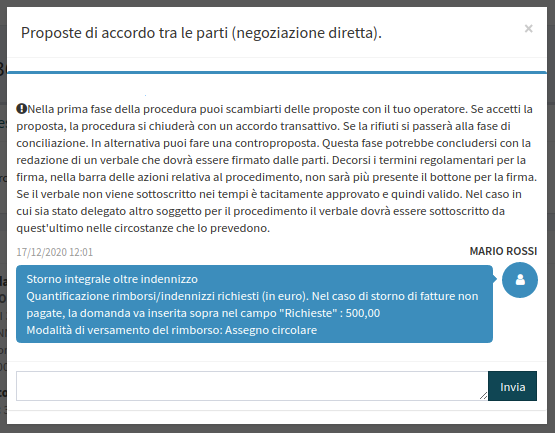 Proposte di accordo tra le parti (negoziazione diretta).
×
Nella prima fase della procedura puoi scambiarti delle proposte con il tuo operatore. Se accetti la
proposta, la procedura si chiuderà con un accordo transattivo. Se la rifiuti si passerà alla fase di
conciliazione. In alternativa puoi fare una controproposta. Questa fase potrebbe concludersi con la
redazione di un verbale che dovrà essere firmato dalle parti. Decorsi i termini regolamentari per la
firma, nella barra delle azioni relativa al procedimento, non sarà più presente il bottone per la firma.
Se il verbale non viene sottoscritto nei tempi è tacitamente approvato e quindi valido. Nel caso in
cui sia stato delegato altro soggetto per il procedimento il verbale dovrà essere sottoscritto da
quest'ultimo nelle circostanze che lo prevedono.
17/12/2020 12:01
MARIO ROSSI
Storno integrale oltre indennizzo
Quantificazione rimborsi/indennizzi richiesti (in euro). Nel caso di storno di fatture non
pagate, la domanda va inserita sopra nel campo "Richieste" : 500,00
Modalità di versamento del rimborso: Assegno circolare
Invia